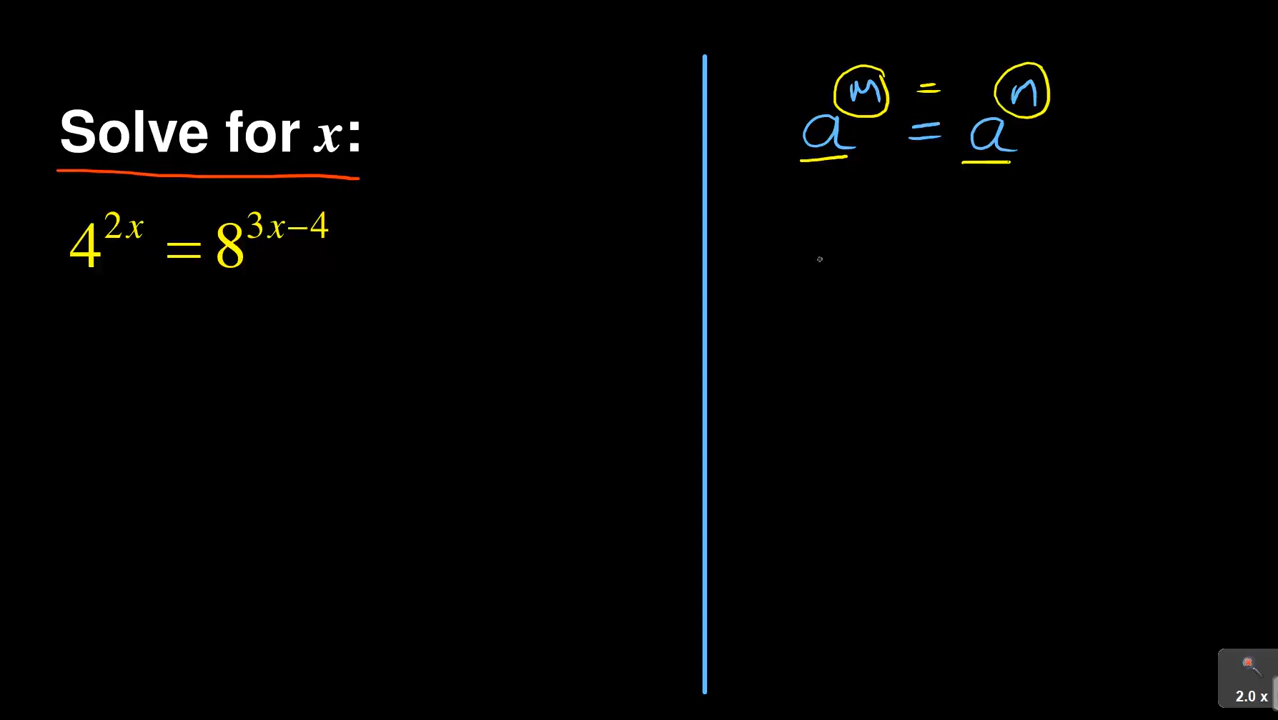 Solve for x:
4^{2x} = 8^{3x-4}
a^m = a^n
=
2.0 x